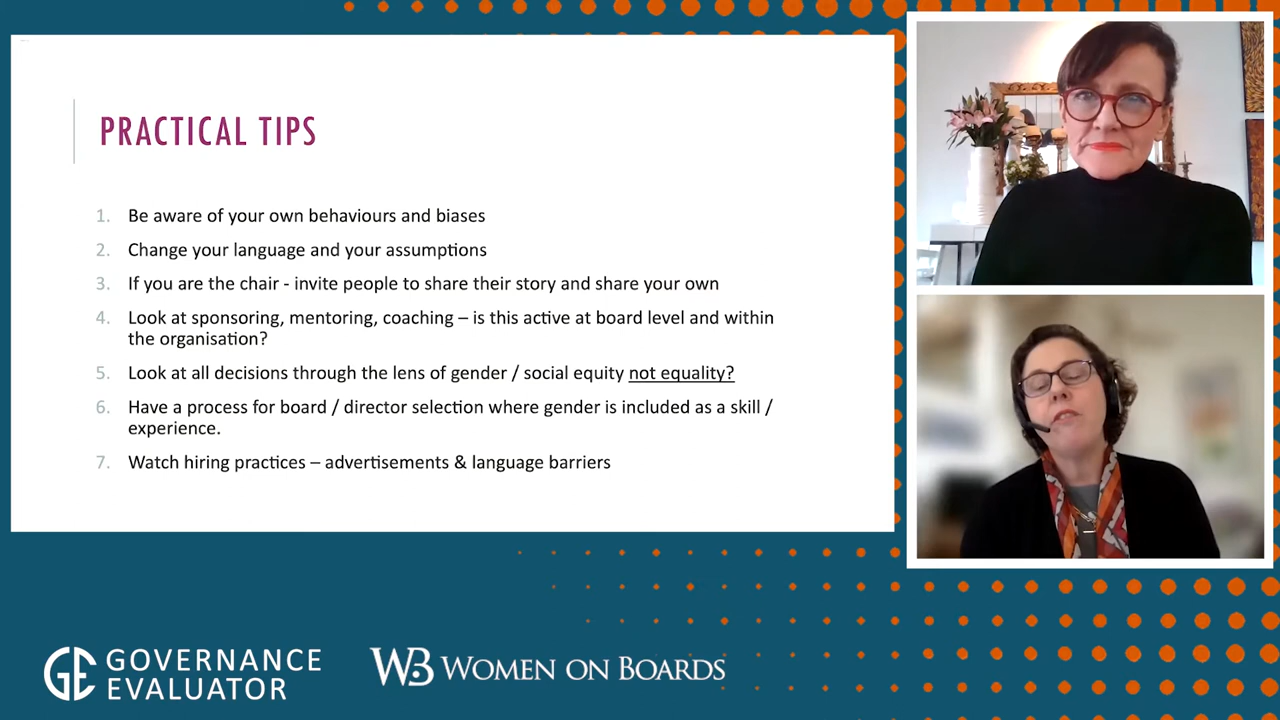 PRACTICAL TIPS
1. Be aware of your own behaviours and biases
2. Change your language and your assumptions
3. If you are the chair - invite people to share their story and share your own
4. Look at sponsoring, mentoring, coaching – is this active at board level and within
the organisation?
5. Look at all decisions through the lens of gender / social equity not equality?
6. Have a process for board / director selection where gender is included as a skill /
experience.
7. Watch hiring practices – advertisements & language barriers
GE GOVERNANCE
EVALUATOR
WB WOMEN ON BOARDS